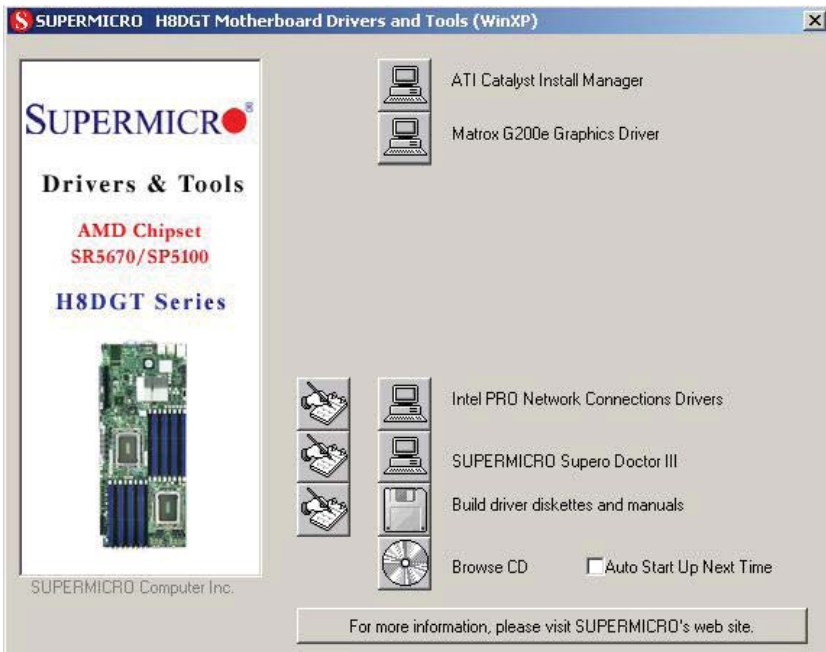 SUPERMICRO H8DGT Motherboard Drivers and Tools (WinXP)
SUPERMICRO®
Drivers & Tools
AMD Chipset
SR5670/SP5100
H8DGT Series
SUPERMICRO Computer Inc.
ATI Catalyst Install Manager
Matrox G200e Graphics Driver
Intel PRO Network Connections Drivers
SUPERMICRO Supero Doctor III
Build driver diskettes and manuals
Browse CD
Auto Start Up Next Time
For more information, please visit SUPERMICRO's web site.